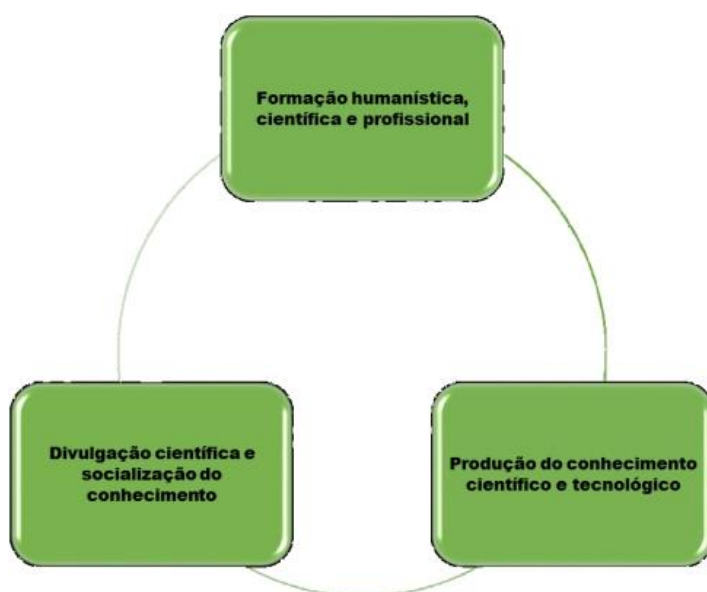 Formação humanística,
científica e profissional
Divulgação científica e
socialização do
conhecimento
Produção do conhecimento
científico e tecnológico